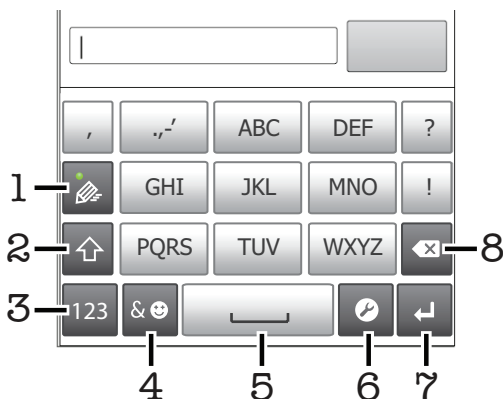 , .,-′ ABC DEF ?
1 GHI JKL MNO !
2 PQRS TUV WXYZ 8
3 123 &
4 5 6 7